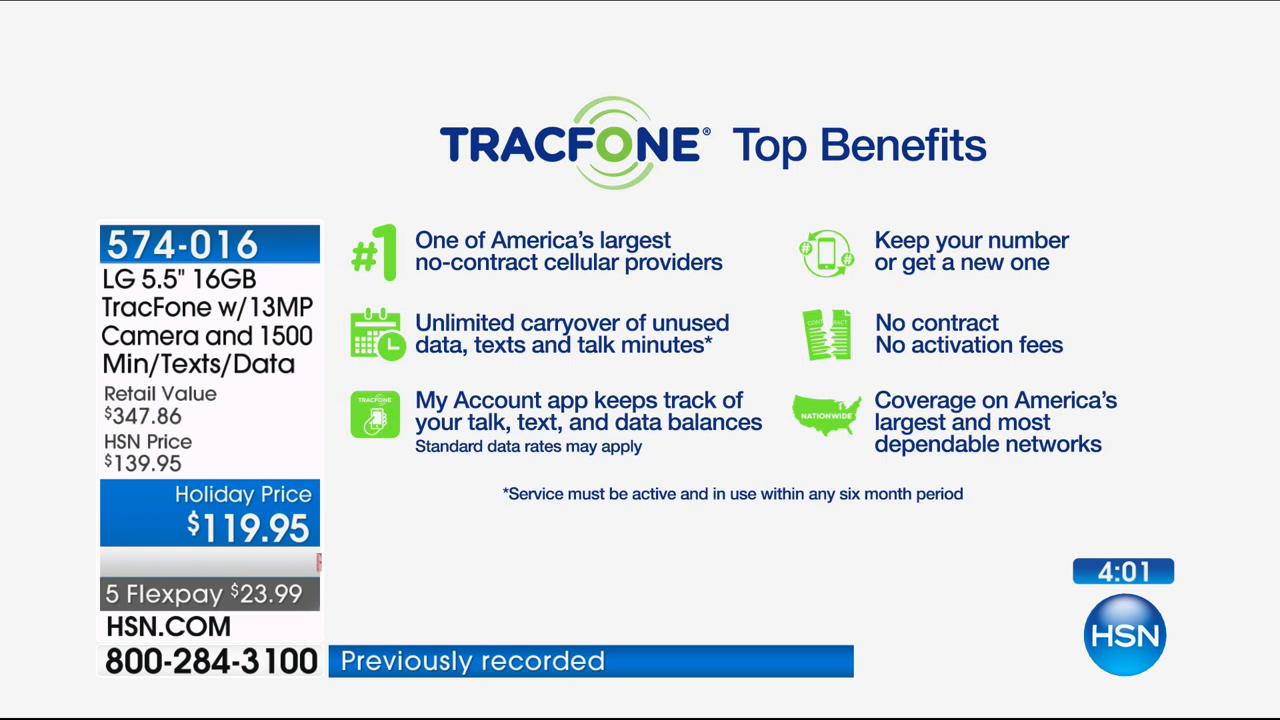 TRACFONE® Top Benefits
574-016
LG 5.5" 16GB
TracFone w/13MP
Camera and 1500
Min/Texts/Data
Retail Value
$347.86
HSN Price
$139.95
Holiday Price
$119.95
5 Flexpay $23.99
HSN.COM
800-284-3100
#1
One of America's largest
no-contract cellular providers
Unlimited carryover of unused
data, texts and talk minutes*
TRACFONE
My Account app keeps track of
your talk, text, and data balances
Standard data rates may apply
# #
Keep your number
or get a new one
CONTRACT
No contract
No activation fees
NATIONWIDE
Coverage on America's
largest and most
dependable networks
*Service must be active and in use within any six month period
4:01
HSN
Previously recorded